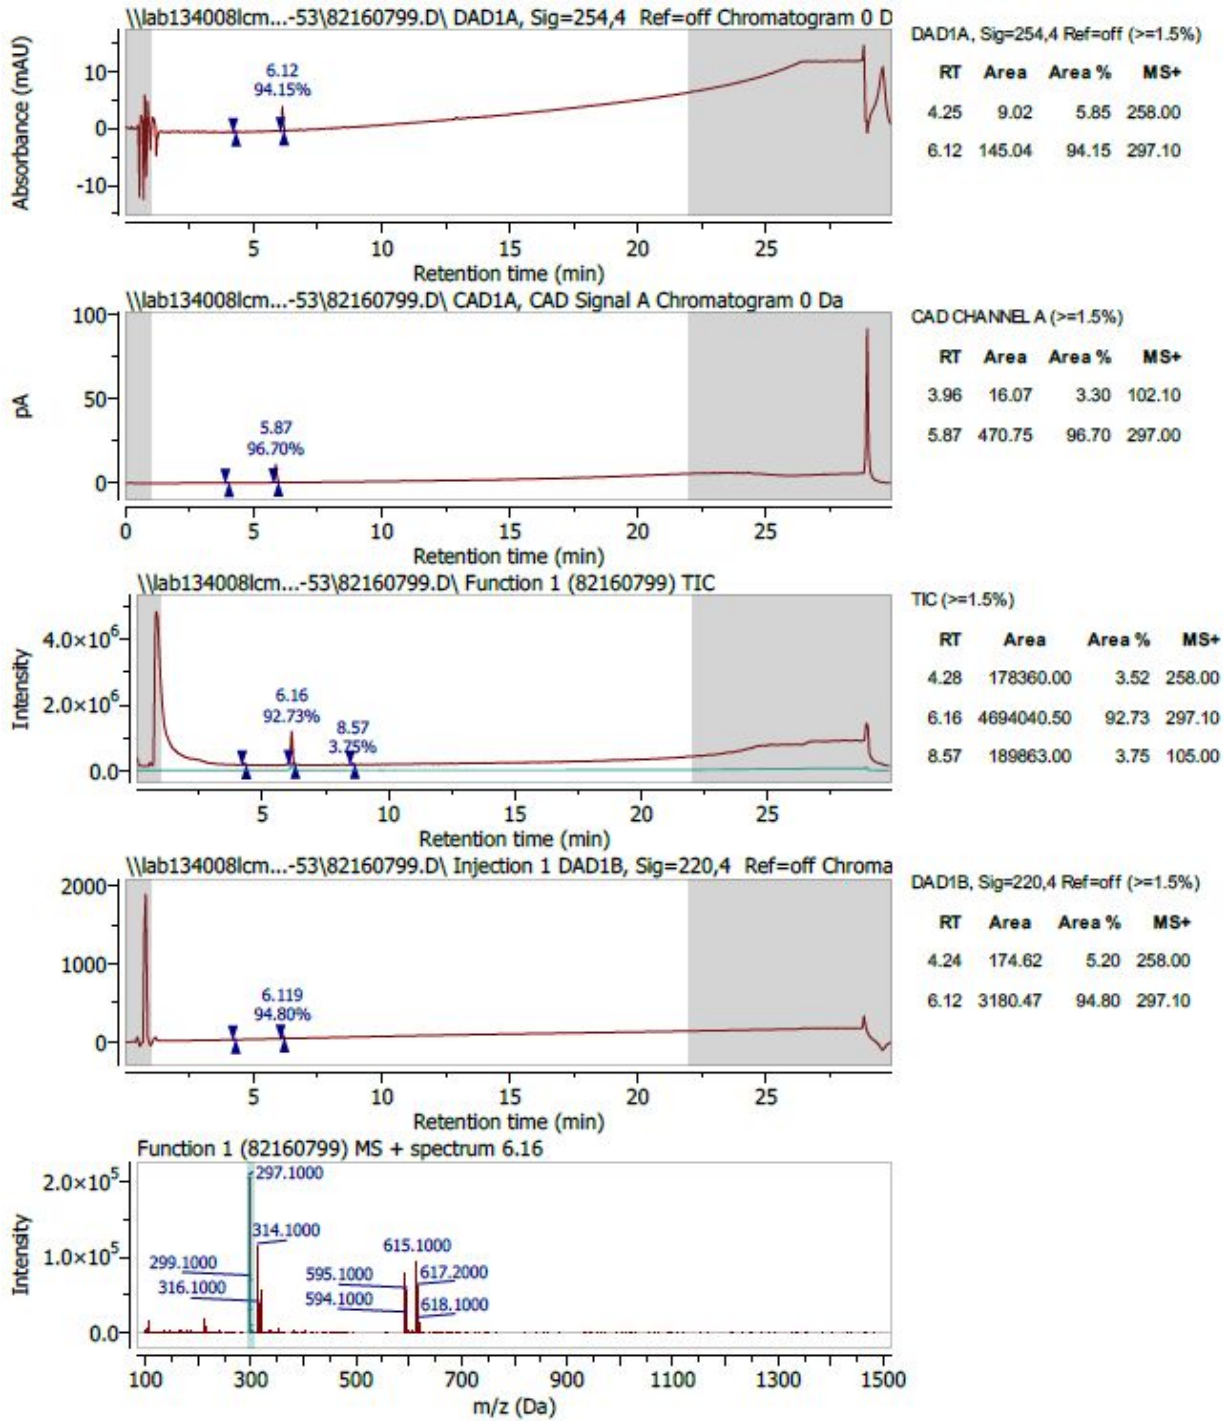 \\lab134008lcm...-53\82160799.D\ DAD1A, Sig=254,4 Ref=off Chromatogram 0 D
Absorbance (mAU)
10
0
-10
6.12
94.15%
5 10 15 20 25
Retention time (min)
DAD1A, Sig=254,4 Ref=off (>=1.5%)
RT Area Area % MS+
4.25 9.02 5.85 258.00
6.12 145.04 94.15 297.10
\\lab134008lcm...-53\82160799.D\ CAD1A, CAD Signal A Chromatogram 0 Da
pA
100
50
0
5.87
96.70%
0 5 10 15 20 25
Retention time (min)
CAD CHANNEL A (>=1.5%)
RT Area Area % MS+
3.96 16.07 3.30 102.10
5.87 470.75 96.70 297.00
\\lab134008lcm...-53\82160799.D\ Function 1 (82160799) TIC
Intensity
4.0×10⁶
2.0×10⁶
0.0
6.16
92.73%
8.57
3.75%
5 10 15 20 25
Retention time (min)
TIC (>=1.5%)
RT Area Area % MS+
4.28 178360.00 3.52 258.00
6.16 4694040.50 92.73 297.10
8.57 189863.00 3.75 105.00
\\lab134008lcm...-53\82160799.D\ Injection 1 DAD1B, Sig=220,4 Ref=off Chroma
2000
1000
0
6.119
94.80%
5 10 15 20 25
Retention time (min)
DAD1B, Sig=220,4 Ref=off (>=1.5%)
RT Area Area % MS+
4.24 174.62 5.20 258.00
6.12 3180.47 94.80 297.10
Function 1 (82160799) MS + spectrum 6.16
Intensity
2.0×10⁵
1.0×10⁵
0.0
297.1000
314.1000
299.1000
316.1000
615.1000
595.1000
617.2000
594.1000
618.1000
100 300 500 700 900 1100 1300 1500
m/z (Da)